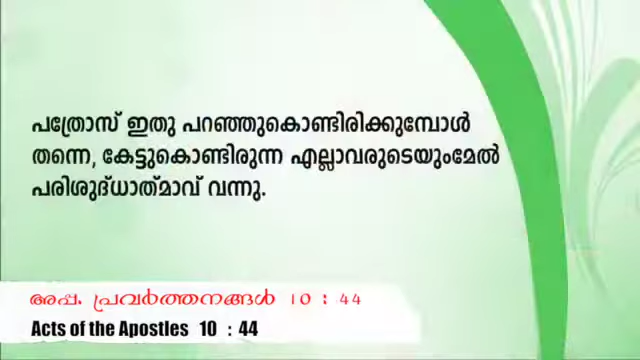 പത്രോസ് ഇതു പറഞ്ഞുകൊണ്ടിരിക്കുമ്പോൾ
തന്നെ, കേട്ടുകൊണ്ടിരുന്ന എല്ലാവരുടെയുംമേൽ
പരിശുദ്ധാത്മാവ് വന്നു.
അപ്പ. പ്രവർത്തനങ്ങൾ 10 : 44
Acts of the Apostles 10 : 44